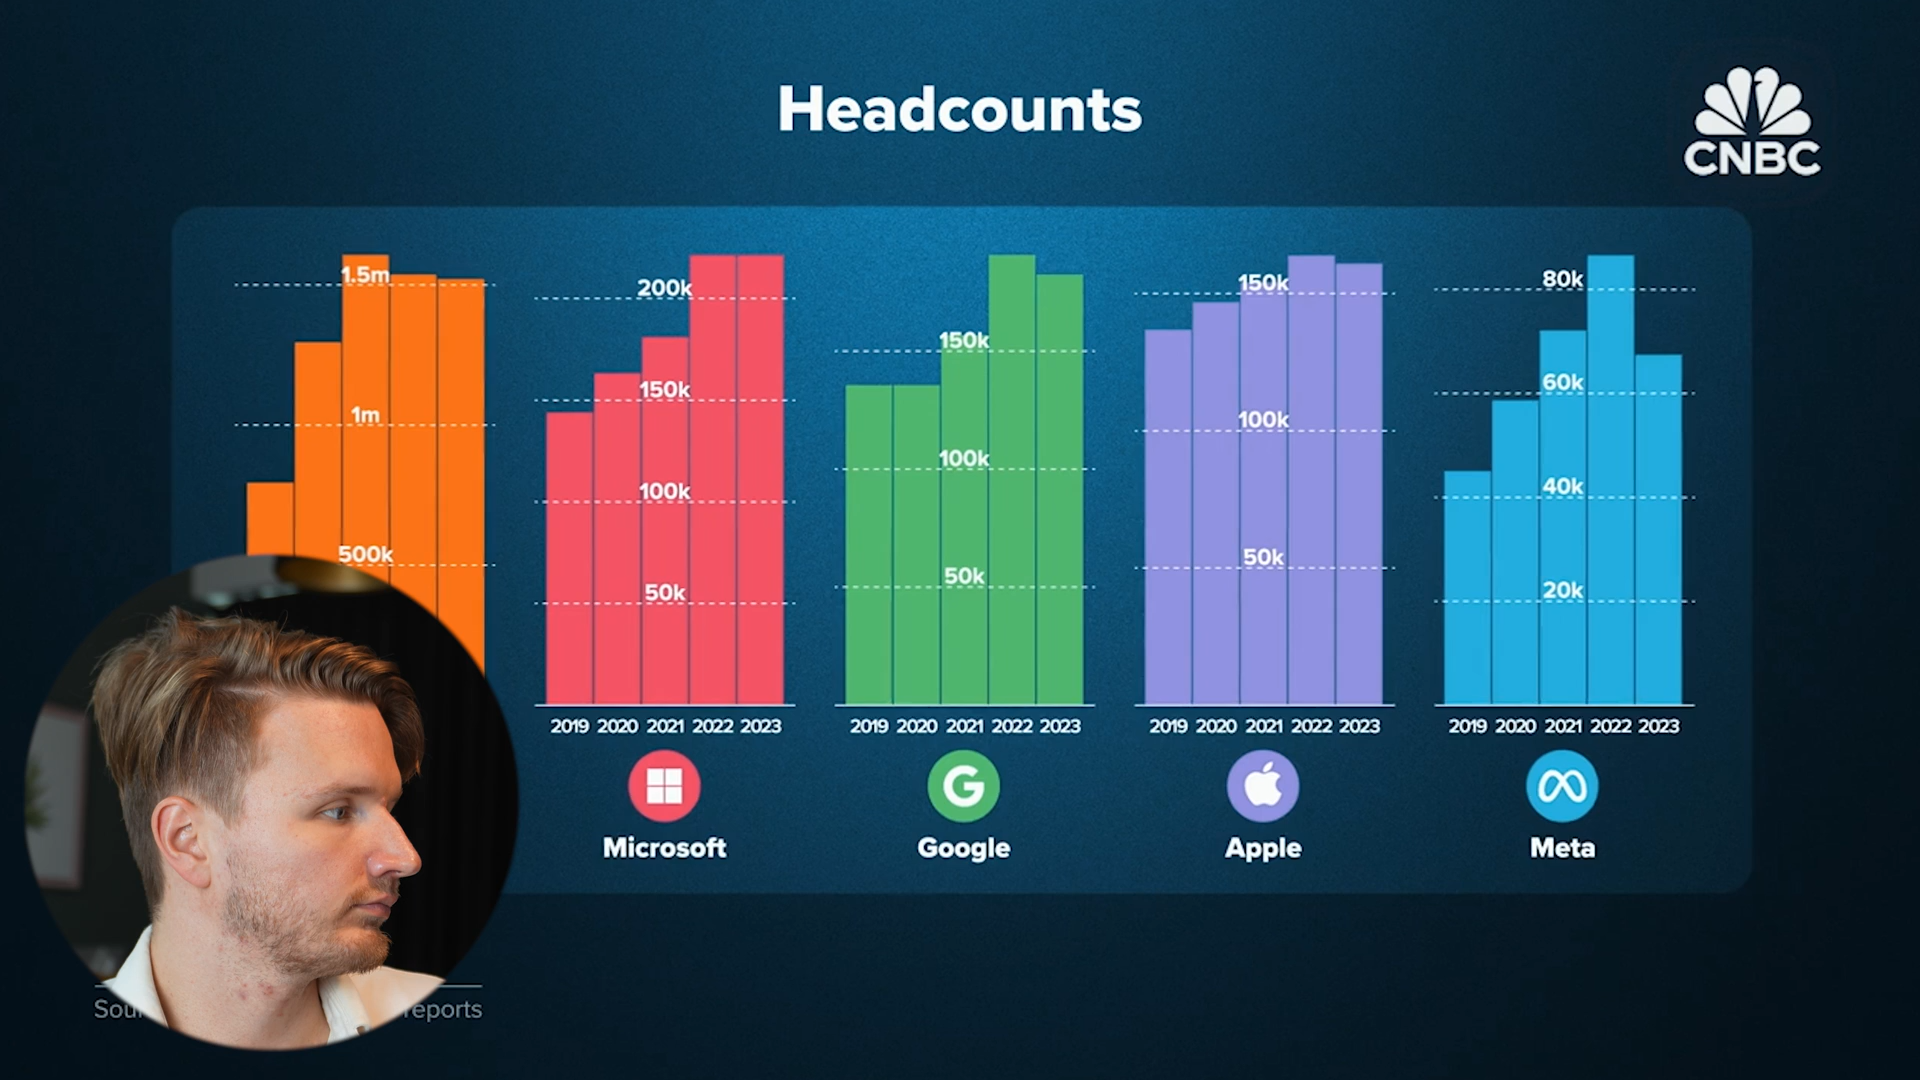 Headcounts
CNBC
1.5m
1m
500k
200k
150k
100k
50k
2019 2020 2021 2022 2023
Microsoft
150k
100k
50k
2019 2020 2021 2022 2023
G
Google
150k
100k
50k
2019 2020 2021 2022 2023
Apple
80k
60k
40k
20k
2019 2020 2021 2022 2023
Meta
reports